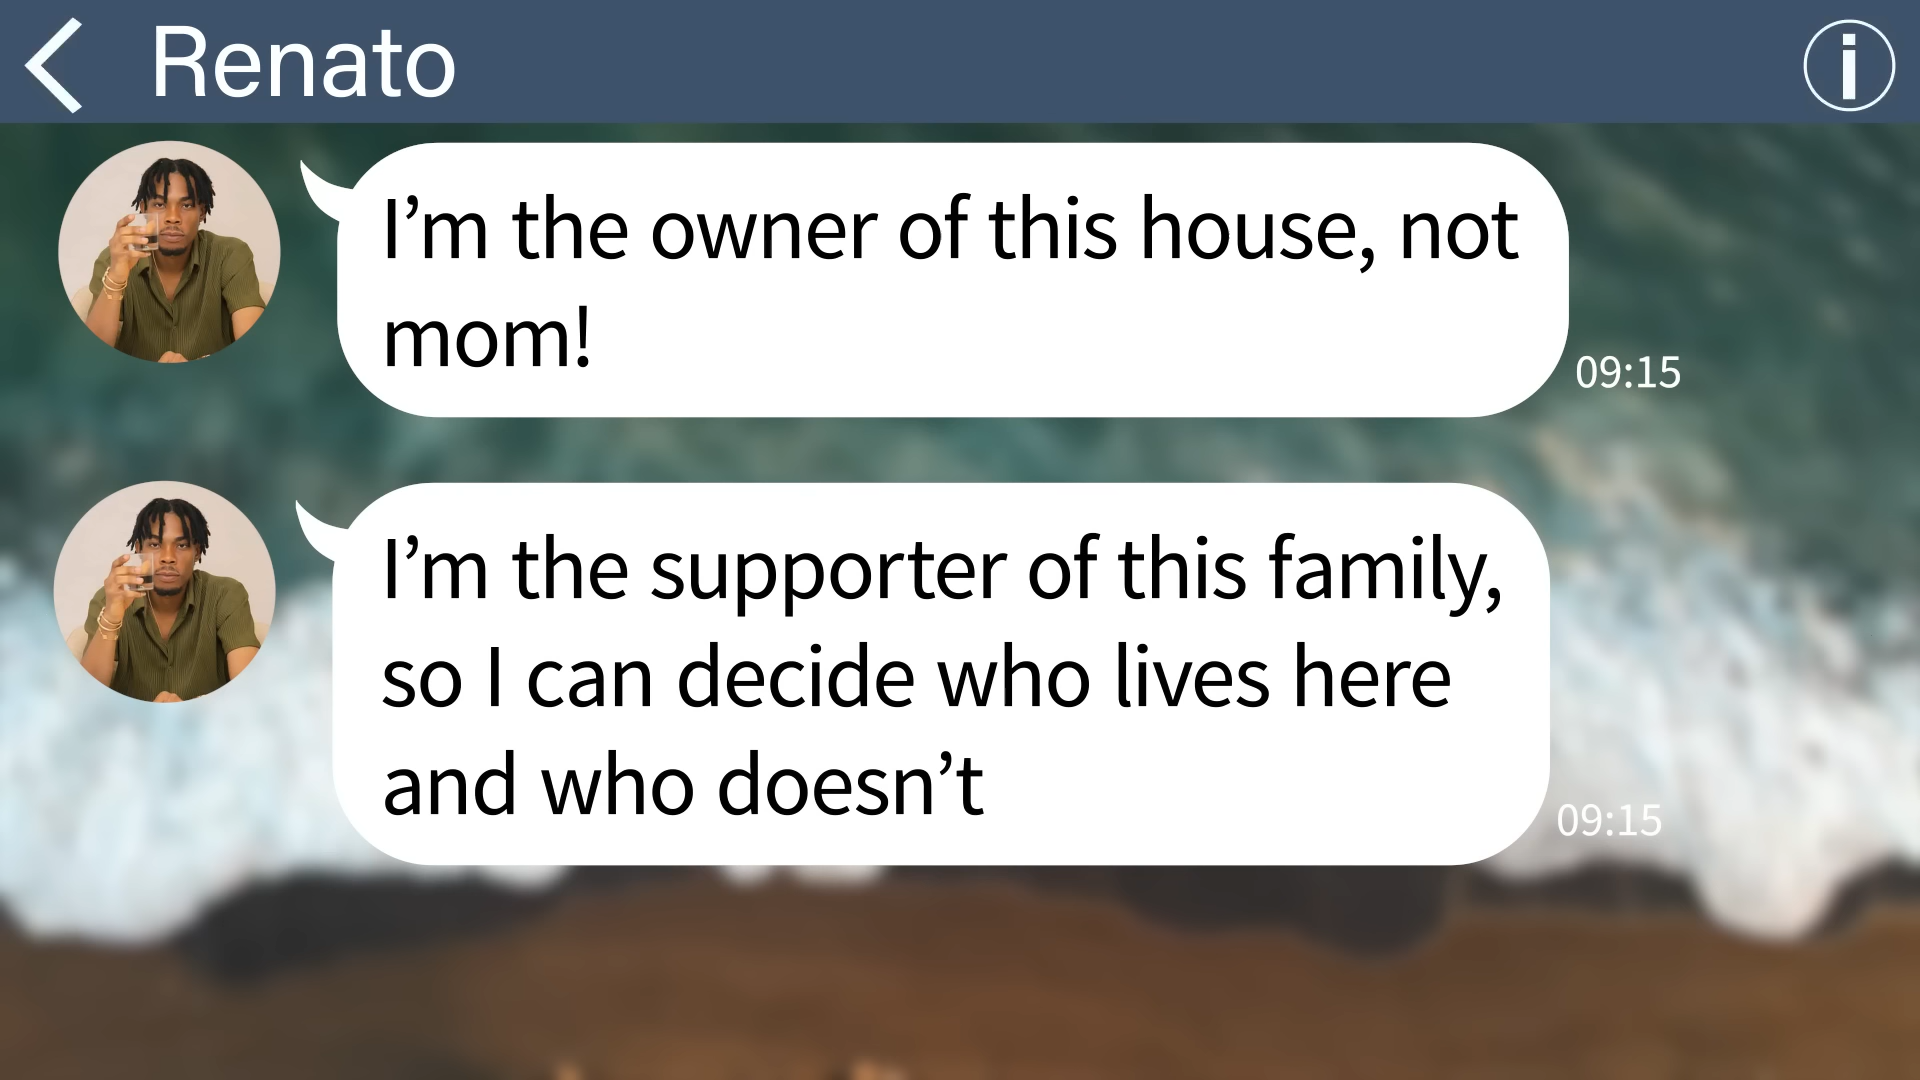 Renato
I’m the owner of this house, not
mom!
09:15
I’m the supporter of this family,
so I can decide who lives here
and who doesn’t
09:15